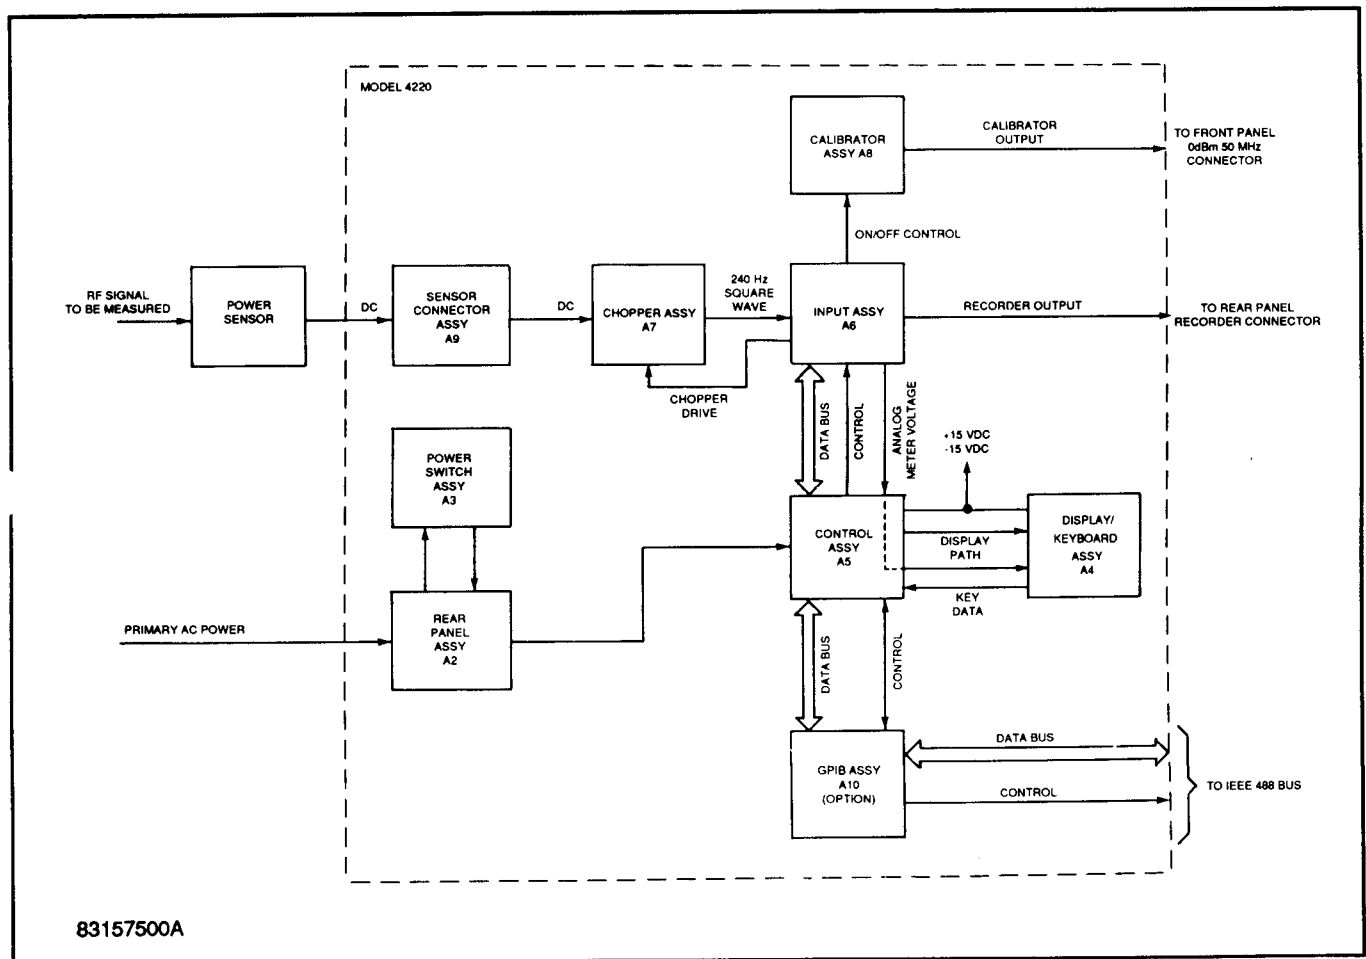 MODEL 4220
CALIBRATOR
ASSY A8
CALIBRATOR
OUTPUT
TO FRONT PANEL
0dBm 50 MHz
CONNECTOR
ON/OFF CONTROL
RF SIGNAL
TO BE MEASURED
POWER
SENSOR
DC
SENSOR
CONNECTOR
ASSY
A9
DC
CHOPPER ASSY
A7
240 Hz
SQUARE
WAVE
INPUT ASSY
A6
RECORDER OUTPUT
TO REAR PANEL
RECORDER CONNECTOR
CHOPPER
DRIVE
DATA BUS
CONTROL
ANALOG
METER VOLTAGE
+15 VDC
-15 VDC
POWER
SWITCH
ASSY
A3
CONTROL
ASSY
A5
DISPLAY
PATH
KEY
DATA
DISPLAY/
KEYBOARD
ASSY
A4
PRIMARY AC POWER
REAR
PANEL
ASSY
A2
DATA BUS
CONTROL
GPIB ASSY
A10
(OPTION)
DATA BUS
CONTROL
TO IEEE 488 BUS
83157500A